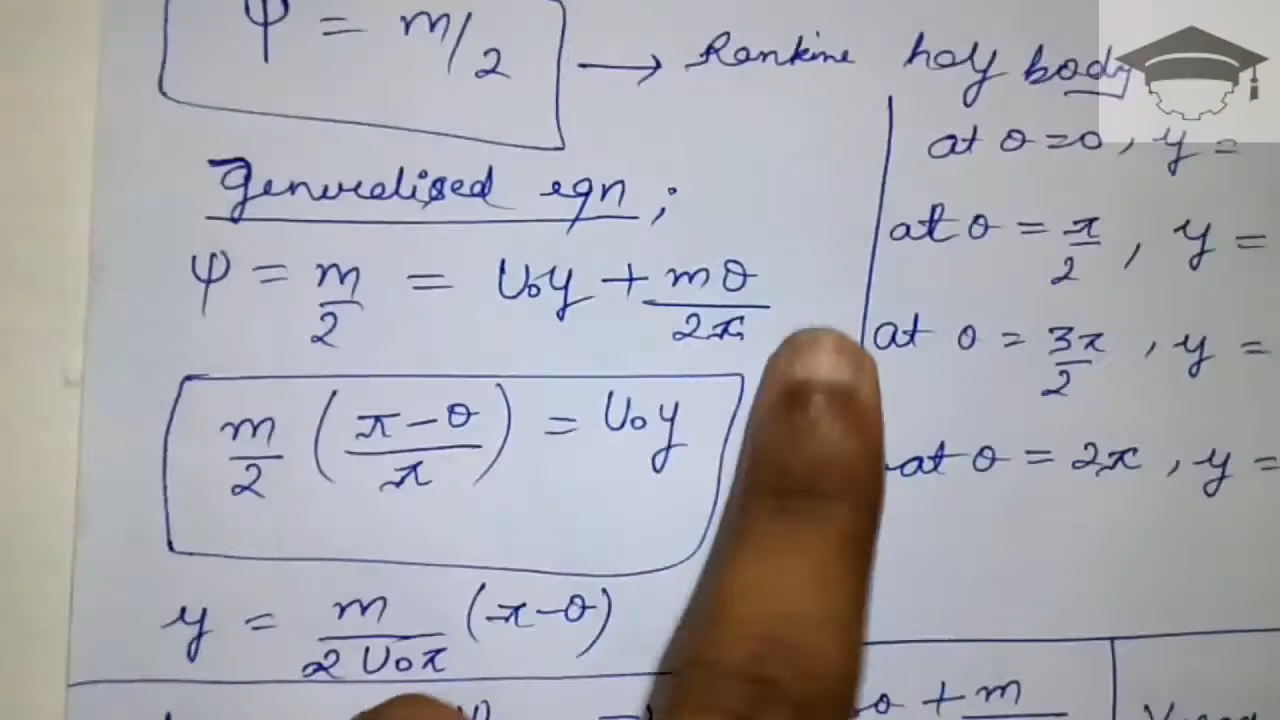 ψ = m/2 → Rankine half body
Generalised eqn ;
ψ = m/2 = U₀y + mθ/2π
m/2 (π-θ/π) = U₀y
y = m/2U₀π (π-θ)
at θ=0, y =
at θ = π/2, y =
at θ = 3π/2, y =
at θ = 2π, y =
+ m